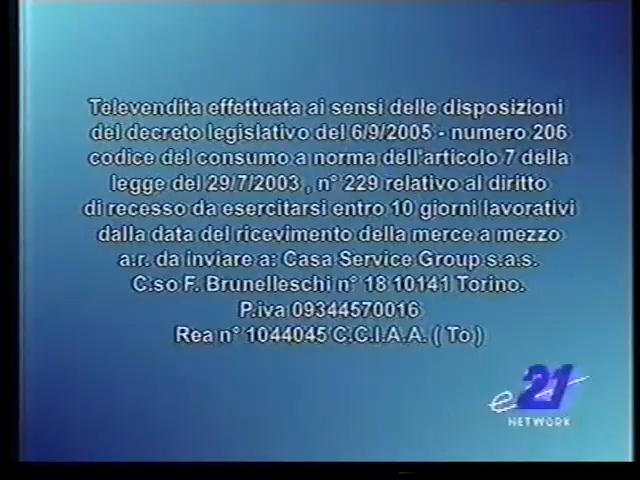 Televendita effettuata ai sensi delle disposizioni
del decreto legislativo del 6/9/2005 - numero 206
codice del consumo a norma dell'articolo 7 della
legge del 29/7/2003 , n° 229 relativo al diritto
di recesso da esercitarsi entro 10 giorni lavorativi
dalla data del ricevimento della merce a mezzo
a.r. da inviare a: Casa Service Group s.a.s.
C.so F. Brunelleschi n° 18 10141 Torino.
P.iva 09344570016
Rea n° 1044045 C.C.I.A.A. ( To )
e21
NETWORK